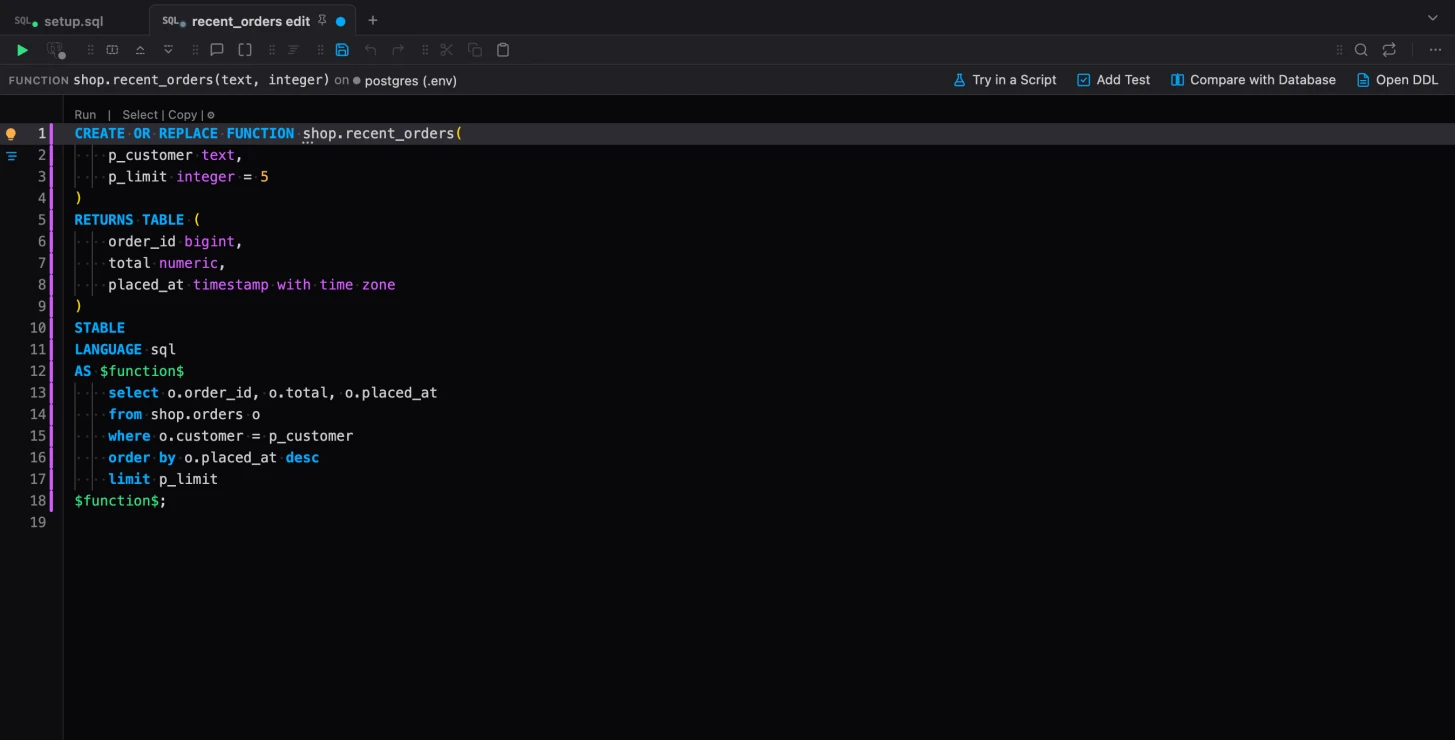 SQL setup.sql SQL recent_orders edit +
FUNCTION shop.recent_orders(text, integer) on postgres (.env) Try in a Script Add Test Compare with Database Open DDL
Run | Select | Copy |
1 CREATE OR REPLACE FUNCTION shop.recent_orders(
2 p_customer text,
3 p_limit integer = 5
4 )
5 RETURNS TABLE (
6 order_id bigint,
7 total numeric,
8 placed_at timestamp with time zone
9 )
10 STABLE
11 LANGUAGE sql
12 AS $function$
13 select o.order_id, o.total, o.placed_at
14 from shop.orders o
15 where o.customer = p_customer
16 order by o.placed_at desc
17 limit p_limit
18 $function$;
19